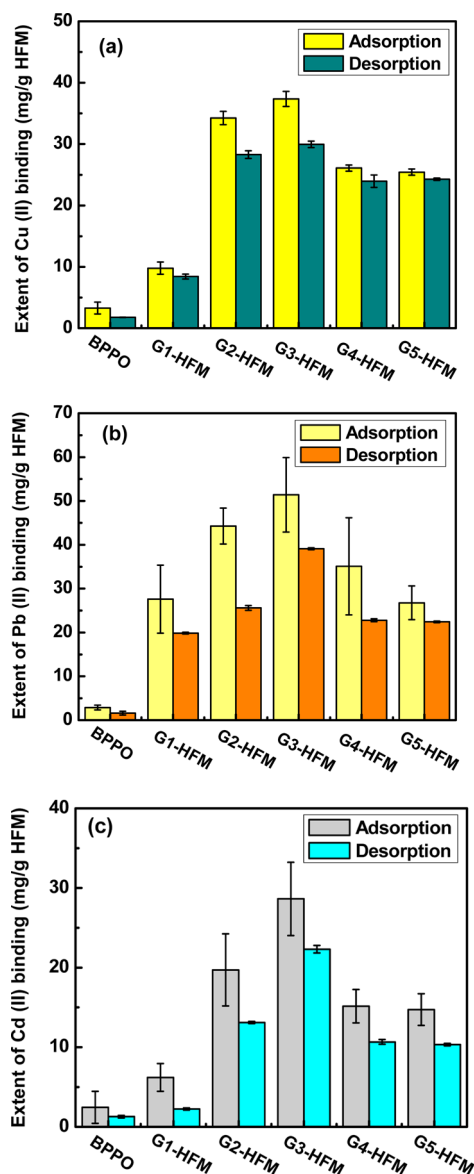 (a)
Adsorption
Desorption
Extent of Cu (II) binding (mg/g HFM)
50
40
30
20
10
0
BPPO G1-HFM G2-HFM G3-HFM G4-HFM G5-HFM
(b)
Adsorption
Desorption
Extent of Pb (II) binding (mg/g HFM)
70
60
50
40
30
20
10
0
BPPO G1-HFM G2-HFM G3-HFM G4-HFM G5-HFM
(c)
Adsorption
Desorption
Extent of Cd (II) binding (mg/g HFM)
40
30
20
10
0
BPPO G1-HFM G2-HFM G3-HFM G4-HFM G5-HFM